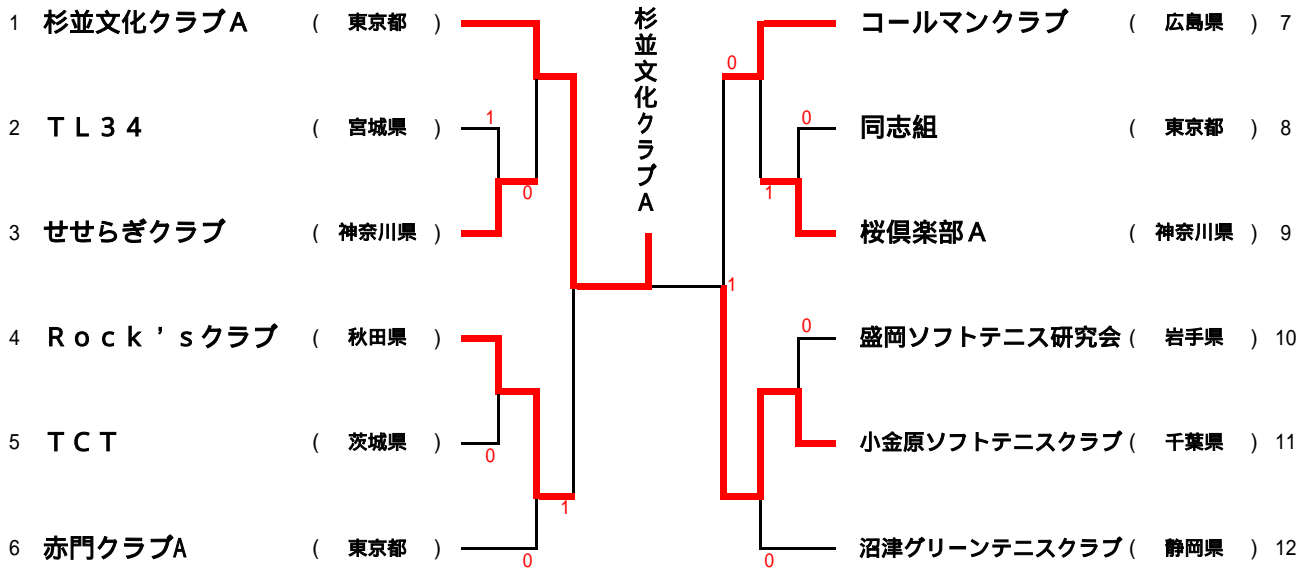 杉並文化クラブA
1 杉並文化クラブA ( 東京都 )
コールマンクラブ ( 広島県 ) 7
0
2 TL34 ( 宮城県 ) 1
0 同志組 ( 東京都 ) 8
0
1
3 せせらぎクラブ ( 神奈川県 )
桜倶楽部A ( 神奈川県 ) 9
1
4 Rock’sクラブ ( 秋田県 )
0 盛岡ソフトテニス研究会 ( 岩手県 ) 10
5 TCT ( 茨城県 ) 0
小金原ソフトテニスクラブ ( 千葉県 ) 11
1
6 赤門クラブA ( 東京都 ) 0
0 沼津グリーンテニスクラブ ( 静岡県 ) 12